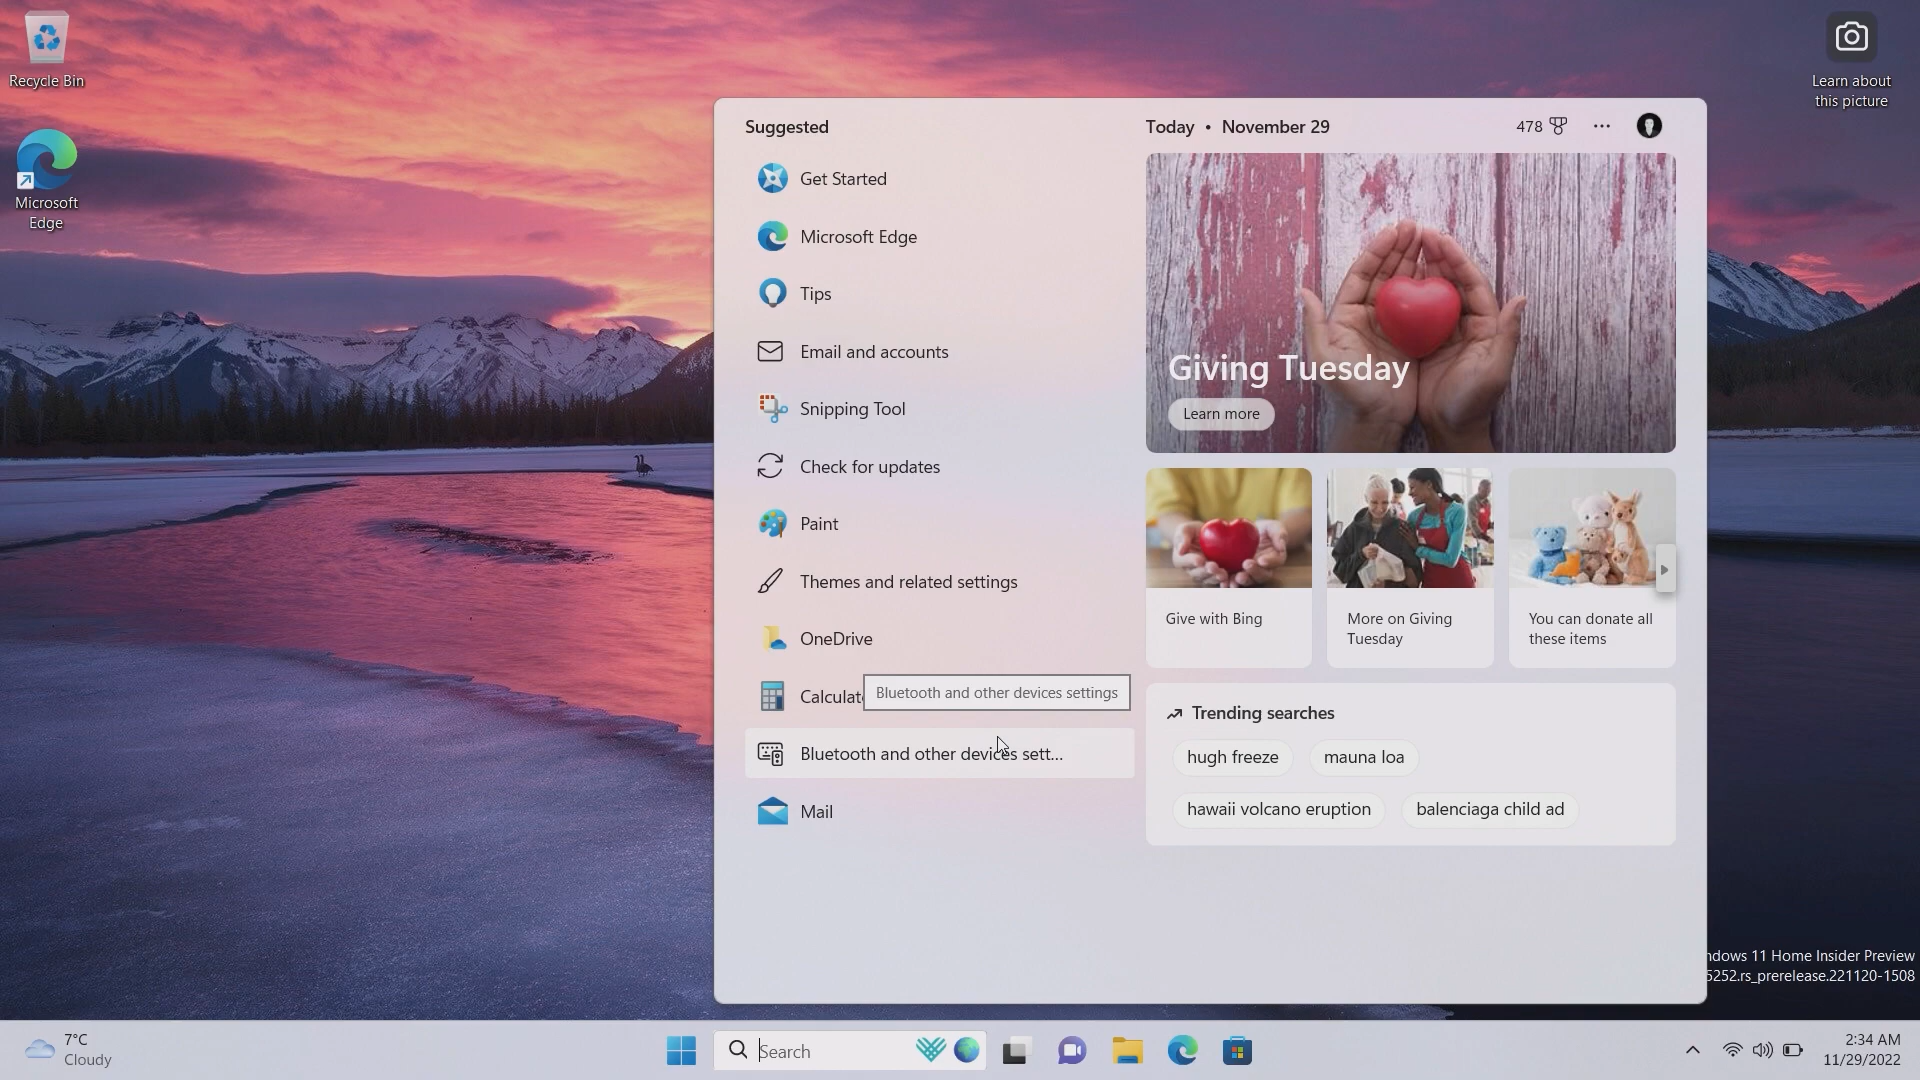 Recycle Bin
Microsoft
Edge
Learn about
this picture
Suggested
Get Started
Microsoft Edge
Tips
Email and accounts
Snipping Tool
Check for updates
Paint
Themes and related settings
OneDrive
Bluetooth and other devices settings
Bluetooth and other devices sett...
Mail
Today • November 29
478
Giving Tuesday
Learn more
Give with Bing
More on Giving
Tuesday
You can donate all
these items
Trending searches
hugh freeze
mauna loa
hawaii volcano eruption
balenciaga child ad
11 Home Insider Preview
5252.rs_prerelease.221120-1508
7°C
Cloudy
Search
2:34 AM
11/29/2022